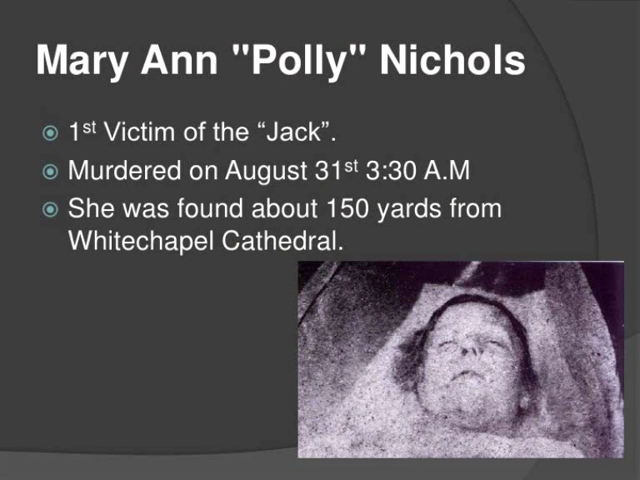 Mary Ann "Polly" Nichols
1st Victim of the “Jack”.
Murdered on August 31st 3:30 A.M
She was found about 150 yards from
Whitechapel Cathedral.